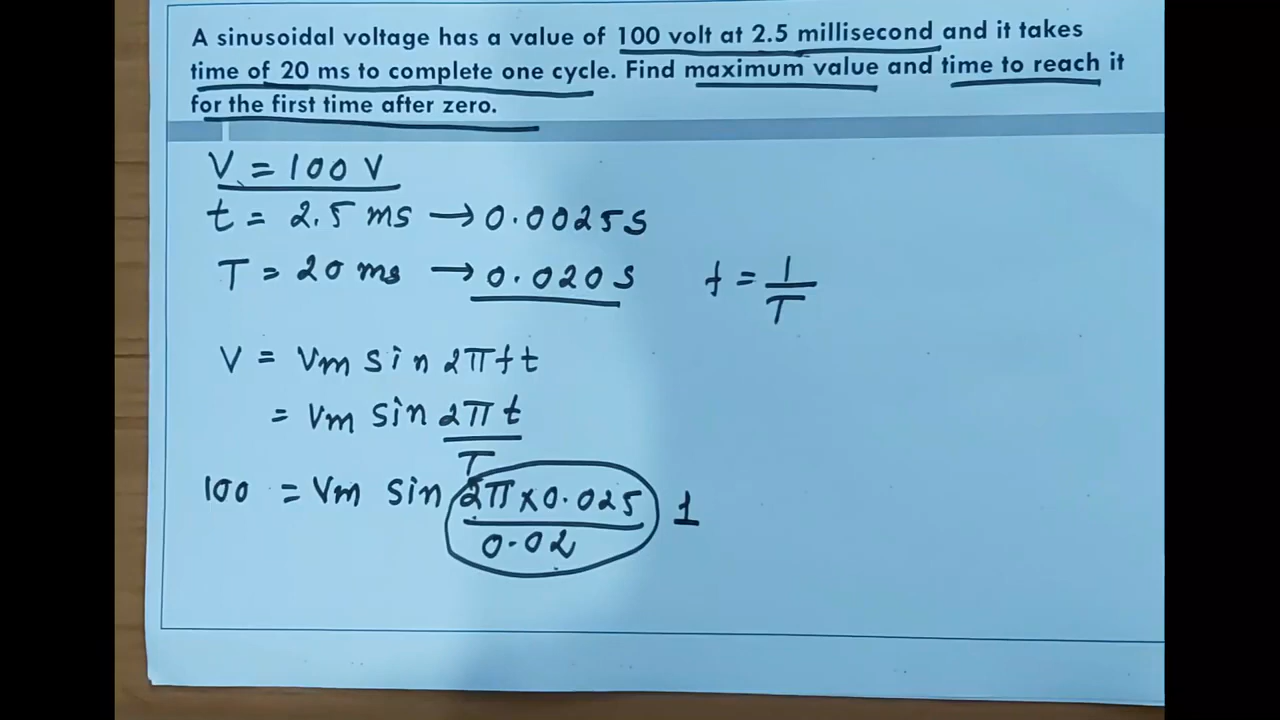 A sinusoidal voltage has a value of 100 volt at 2.5 millisecond and it takes
time of 20 ms to complete one cycle. Find maximum value and time to reach it
for the first time after zero.
V = 100 V
t = 2.5 ms → 0.0025 S
T = 20 ms → 0.020 S f = 1/T
V = Vm sin 2πft
= Vm sin 2πt/T
100 = Vm sin 2π×0.025/0.02 1